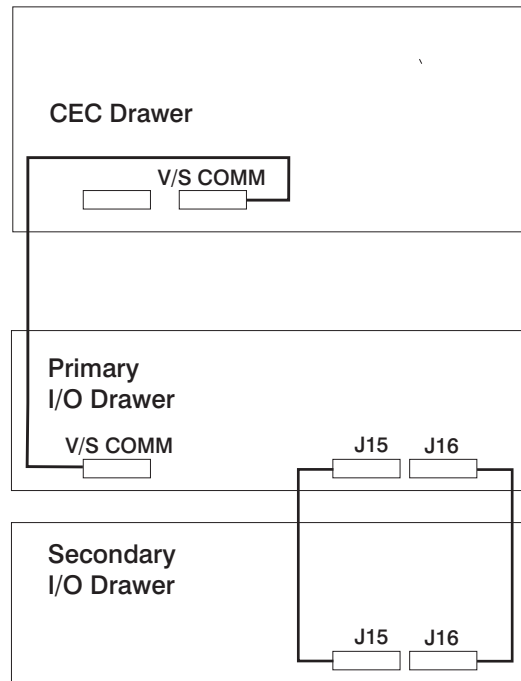 CEC Drawer
V/S COMM
Primary
I/O Drawer
V/S COMM
J15 J16
Secondary
I/O Drawer
J15 J16